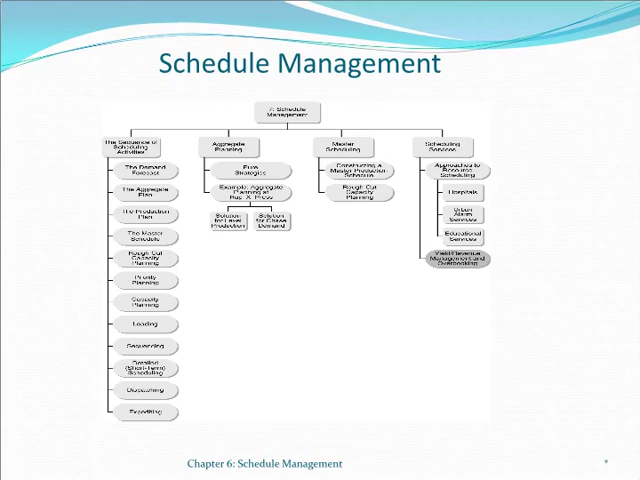 Schedule Management
7: Schedule
Management
The Sequence of
Scheduling
Activities
Aggregate
Planning
Master
Scheduling
Scheduling
Services
The Demand
Forecast
The Aggregate
Plan
The Production
Plan
The Master
Schedule
Rough Cut
Capacity
Planning
Priority
Planning
Capacity
Planning
Loading
Sequencing
Detailed
(Short-Term)
Scheduling
Dispatching
Expediting
Pure
Strategies
Example: Aggregate
Planning at
Rap-X-Press
Solution
for Level
Production
Solution
for Chase
Demand
Constructing a
Master Production
Schedule
Rough Cut
Capacity
Planning
Approaches to
Resource
Scheduling
Hospitals
Urban
Alarm
Services
Educational
Services
Yield/Revenue
Management and
Overbooking
Chapter 6: Schedule Management
*